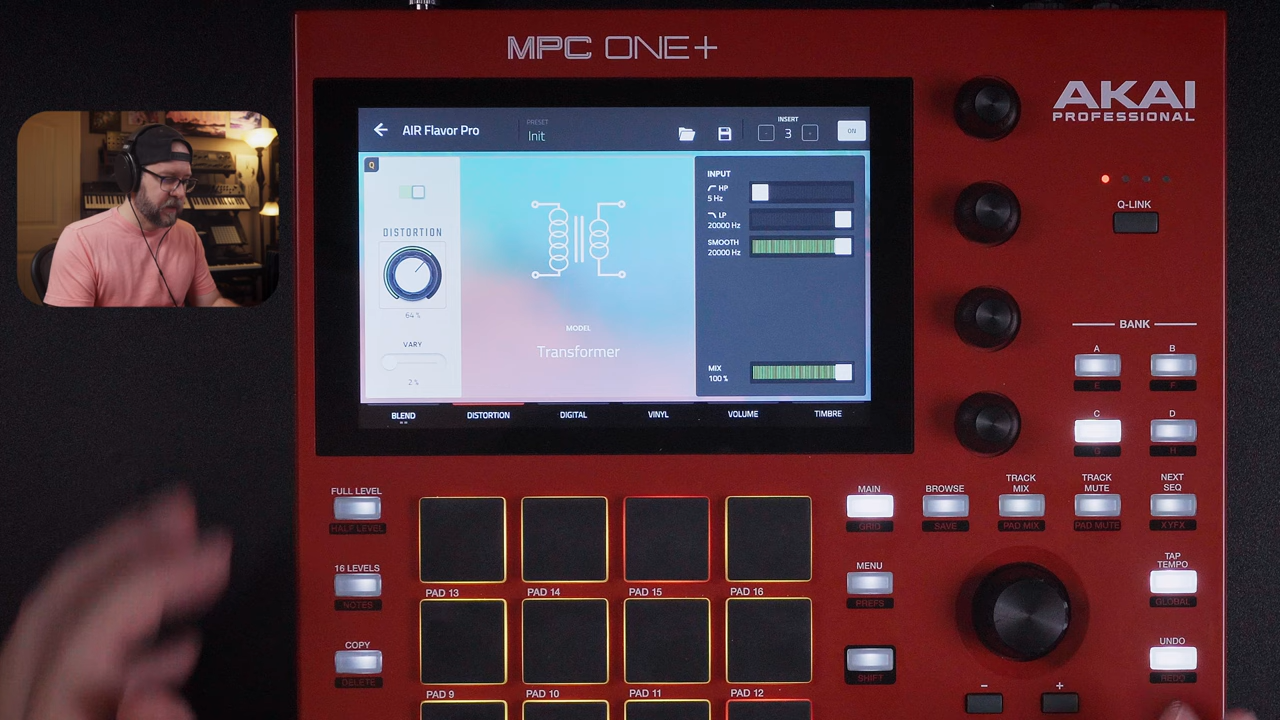 MPC ONE+
AKAI
PROFESSIONAL
AIR Flavor Pro
PRESET
Init
INSERT
- 3 +
ON
Q
DISTORTION
64 %
VARY
2 %
MODEL
Transformer
INPUT
HP
5 Hz
LP
20000 Hz
SMOOTH
20000 Hz
MIX
100 %
BLEND
DISTORTION
DIGITAL
VINYL
VOLUME
TIMBRE
Q-LINK
BANK
A
B
E
F
C
D
G
H
FULL LEVEL
HALF LEVEL
16 LEVELS
NOTES
COPY
DELETE
PAD 13
PAD 14
PAD 15
PAD 16
PAD 9
PAD 10
PAD 11
PAD 12
MAIN
GRID
BROWSE
SAVE
TRACK
MIX
PAD MIX
TRACK
MUTE
PAD MUTE
NEXT
SEQ
XYFX
MENU
PREFS
SHIFT
TAP
TEMPO
GLOBAL
UNDO
REDO
-
+